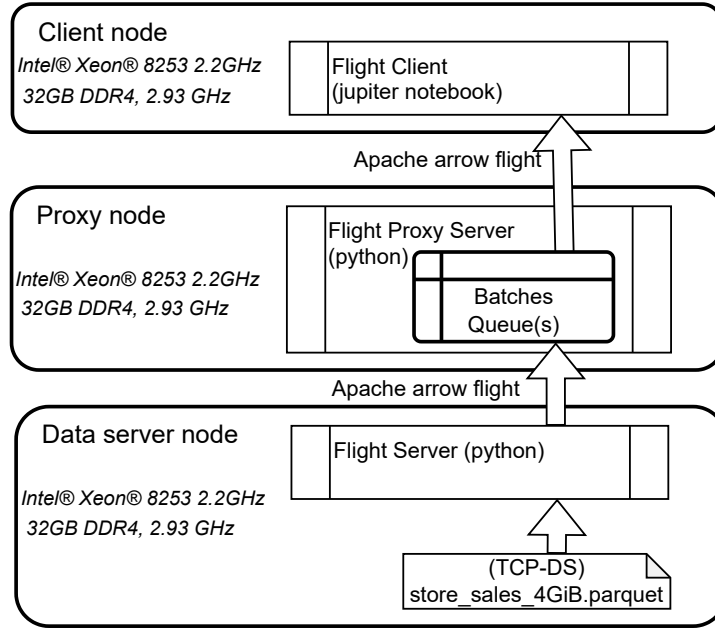 Client node
Intel® Xeon® 8253 2.2GHz
32GB DDR4, 2.93 GHz
Flight Client
(jupiter notebook)
Apache arrow flight
Proxy node
Intel® Xeon® 8253 2.2GHz
32GB DDR4, 2.93 GHz
Flight Proxy Server
(python)
Batches
Queue(s)
Apache arrow flight
Data server node
Intel® Xeon® 8253 2.2GHz
32GB DDR4, 2.93 GHz
Flight Server (python)
(TCP-DS)
store_sales_4GiB.parquet